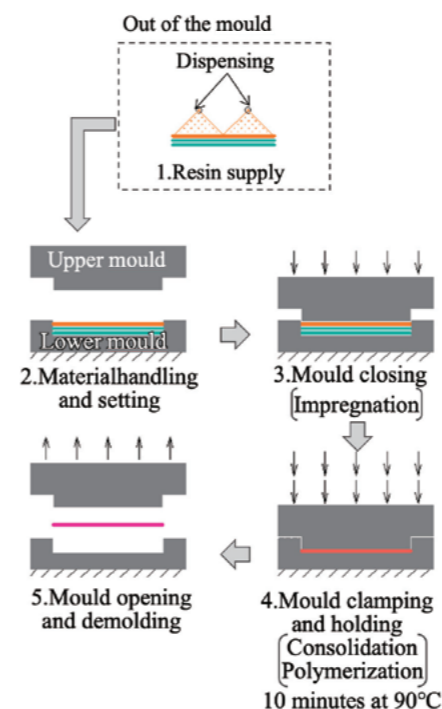 Out of the mould
Dispensing
1.Resin supply
Upper mould
Lower mould
2.Materialhandling
and setting
3.Mould closing
[Impregnation]
5.Mould opening
and demolding
4.Mould clamping
and holding
[Consolidation
Polymerization]
10 minutes at 90℃